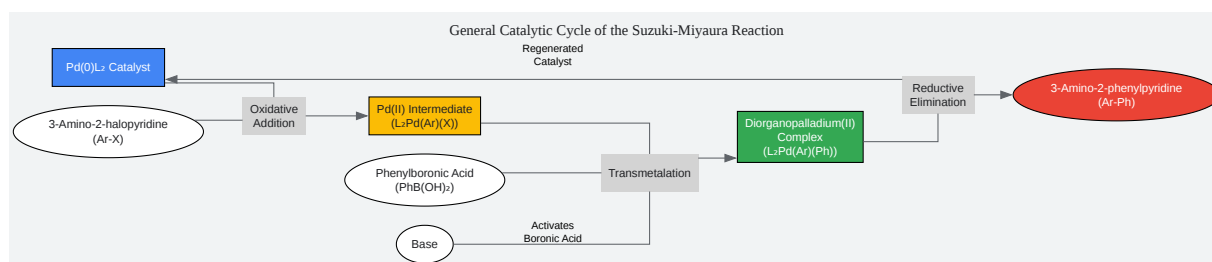 General Catalytic Cycle of the Suzuki-Miyaura Reaction
Regenerated
Catalyst
Pd(0)L₂ Catalyst
3-Amino-2-halopyridine
(Ar-X)
Oxidative
Addition
Pd(II) Intermediate
(L₂Pd(Ar)(X))
Phenylboronic Acid
(PhB(OH)₂)
Base
Activates
Boronic Acid
Transmetalation
Diorganopalladium(II)
Complex
(L₂Pd(Ar)(Ph))
Reductive
Elimination
3-Amino-2-phenylpyridine
(Ar-Ph)